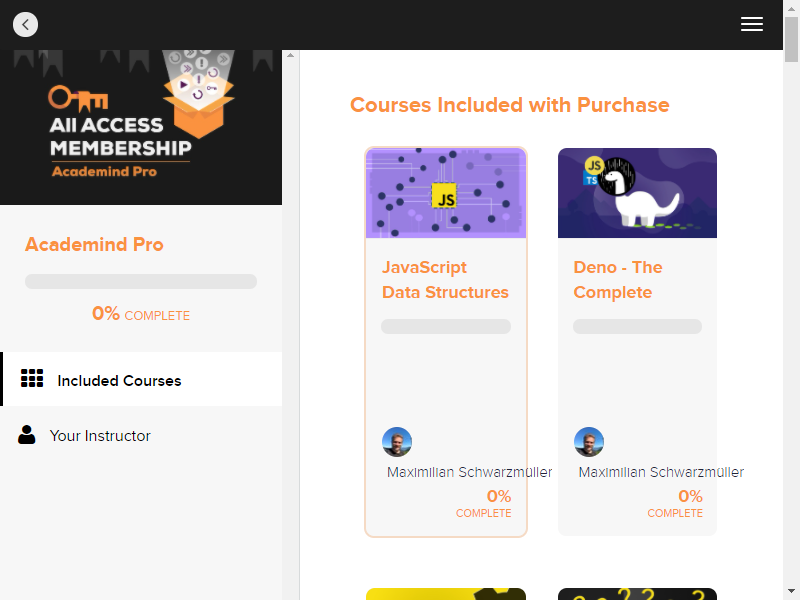 All ACCESS
MEMBERSHIP
Academind Pro
Academind Pro
0% COMPLETE
Included Courses
Your Instructor
Courses Included with Purchase
JS
JavaScript
Data Structures
Maximilian Schwarzmüller
0%
COMPLETE
JS
TS
Deno - The
Complete
Maximilian Schwarzmüller
0%
COMPLETE